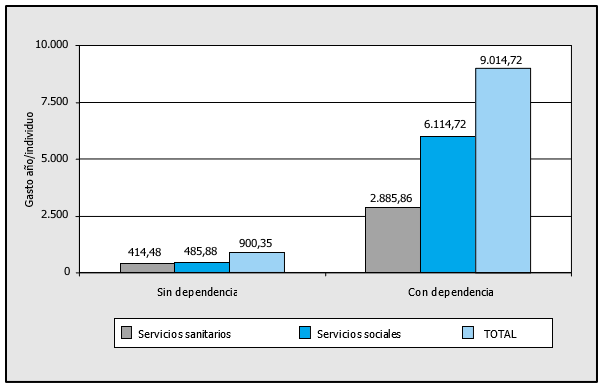 10.000
9.014,72
7.500
6.114,72
Gasto año/individuo
5.000
2.885,86
2.500
900,35
414,48
485,88
0
Sin dependencia
Con dependencia
Servicios sanitarios
Servicios sociales
TOTAL